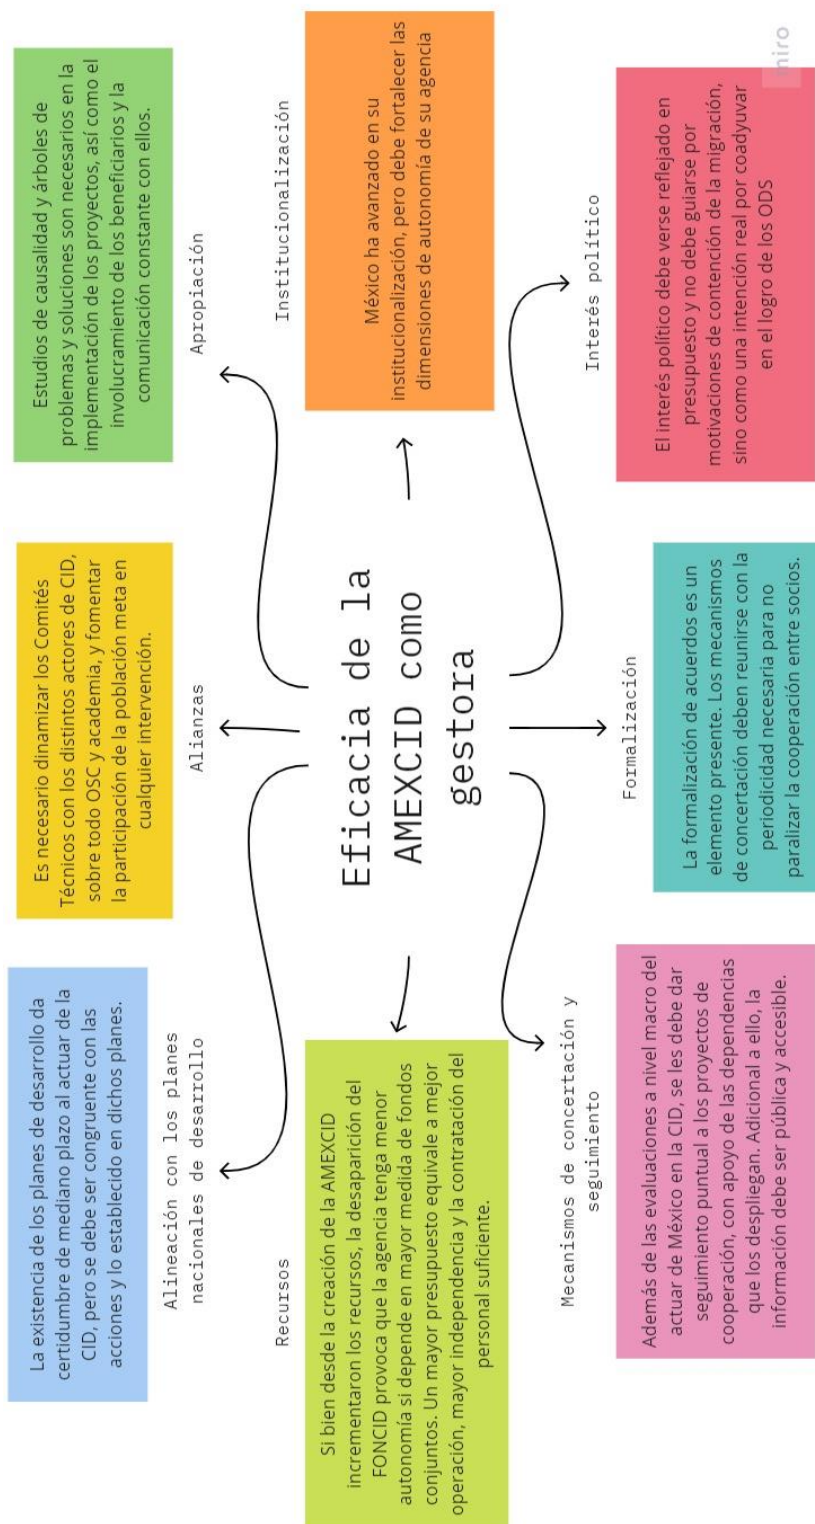 La existencia de los planes de desarrollo da
certidumbre de mediano plazo al actuar de la
CID, pero se debe ser congruente con las
acciones y lo establecido en dichos planes.
Alineación con los planes
nacionales de desarrollo
Es necesario dinamizar los Comités
Técnicos con los distintos actores de CID,
sobre todo OSC y academia, y fomentar
la participación de la población meta en
cualquier intervención.
Alianzas
Estudios de causalidad y árboles de
problemas y soluciones son necesarios en la
implementación de los proyectos, así como el
involucramiento de los beneficiarios y la
comunicación constante con ellos.
Apropiación
Recursos
Si bien desde la creación de la AMEXCID
incrementaron los recursos, la desaparición del
FONCID provoca que la agencia tenga menor
autonomía si depende en mayor medida de fondos
conjuntos. Un mayor presupuesto equivale a mejor
operación, mayor independencia y la contratación del
personal suficiente.
Eficacia de la
AMEXCID como
gestora
Institucionalización
México ha avanzado en su
institucionalización, pero debe fortalecer las
dimensiones de autonomía de su agencia
Mecanismos de concertación y
seguimiento
Además de las evaluaciones a nivel macro del
actuar de México en la CID, se les debe dar
seguimiento puntual a los proyectos de
cooperación, con apoyo de las dependencias
que los despliegan. Adicional a ello, la
información debe ser pública y accesible.
Formalización
La formalización de acuerdos es un
elemento presente. Los mecanismos
de concertación deben reunirse con la
periodicidad necesaria para no
paralizar la cooperación entre socios.
Interés político
El interés político debe verse reflejado en
presupuesto y no debe guiarse por
motivaciones de contención de la migración,
sino como una intención real por coadyuvar
en el logro de los ODS
miro